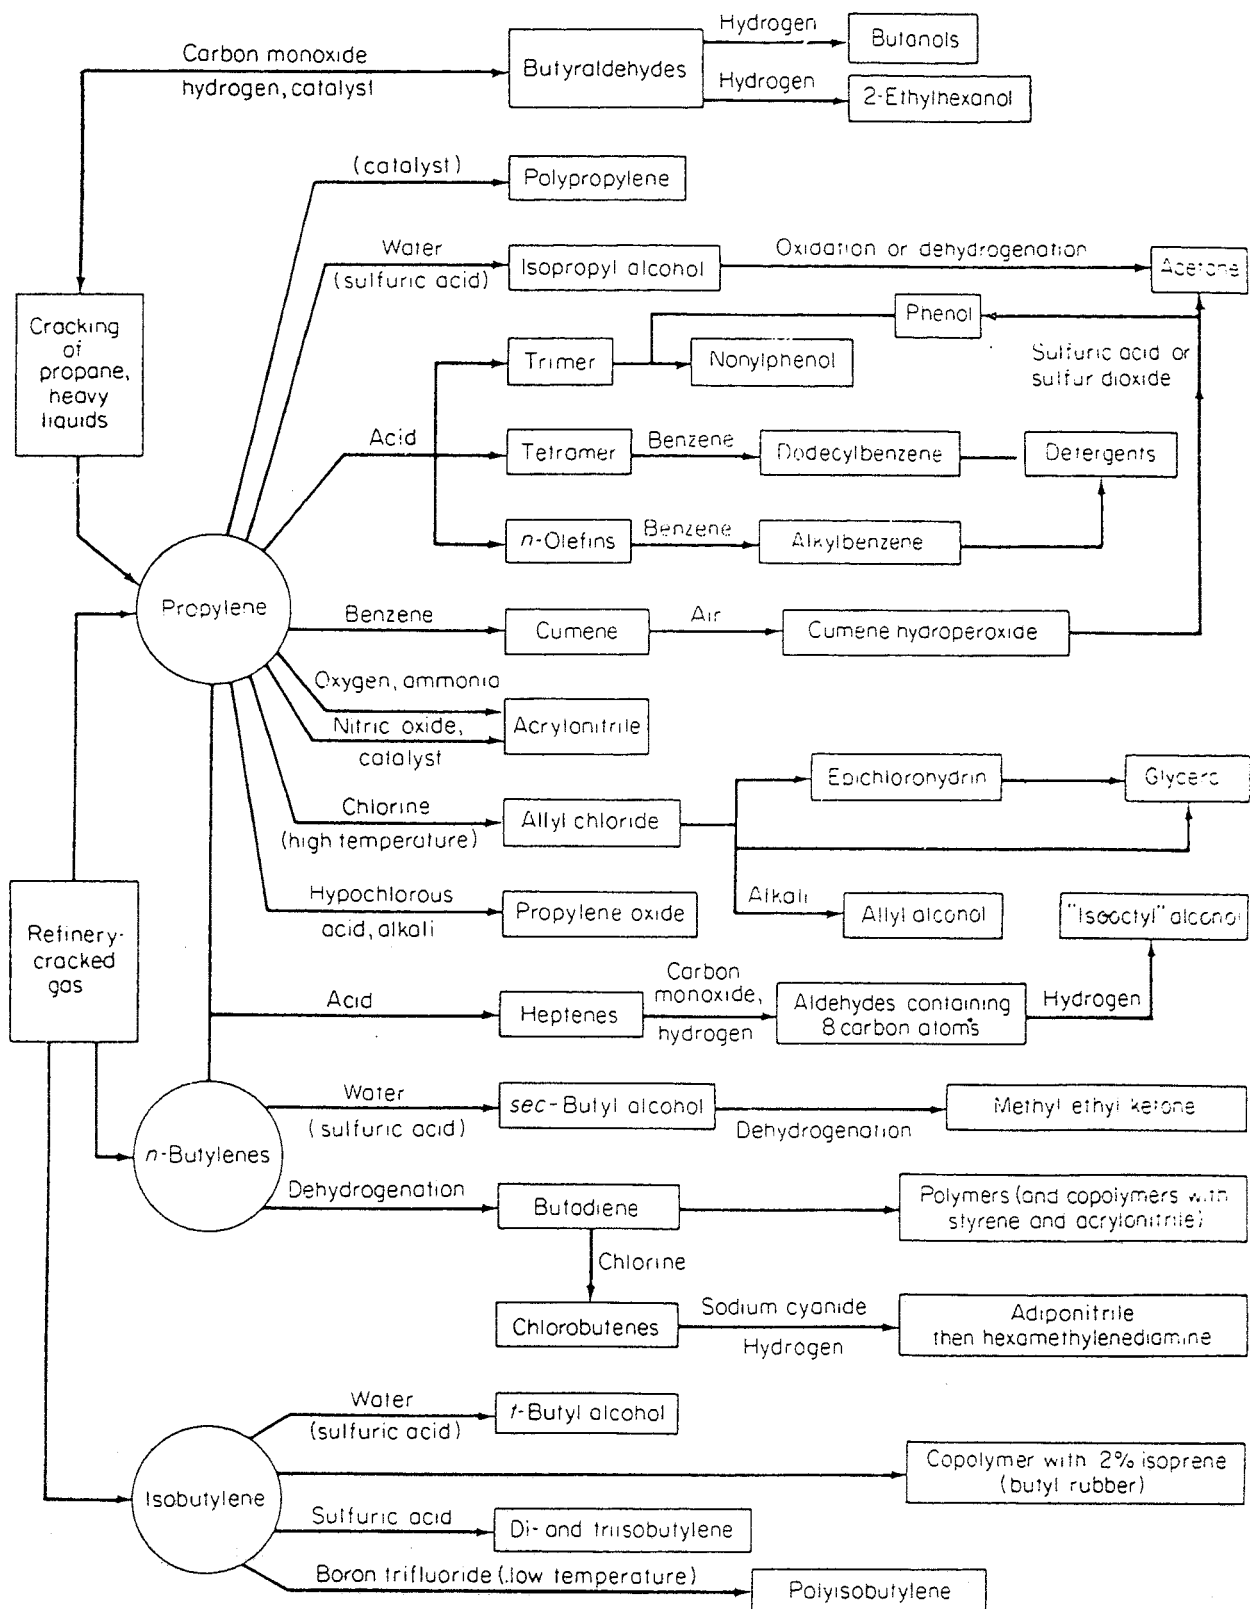 Hydrogen
Butanols
Carbon monoxide
hydrogen, catalyst
Butyraldehydes
Hydrogen
2-Ethylhexanol
(catalyst)
Polypropylene
Water
(sulfuric acid)
Isopropyl alcohol
Oxidation or dehydrogenation
Acetone
Cracking
of
propane,
heavy
liquids
Phenol
Trimer
Nonylphenol
Sulfuric acid or
sulfur dioxide
Acid
Tetramer
Benzene
Dodecylbenzene
Detergents
n-Olefins
Benzene
Alkylbenzene
Propylene
Benzene
Cumene
Air
Cumene hydroperoxide
Oxygen, ammonia
Nitric oxide,
catalyst
Acrylonitrile
Chlorine
(high temperature)
Allyl chloride
Epichlorohydrin
Glycerol
Hypochlorous
acid, alkali
Propylene oxide
Alkali
Allyl alcohol
"Isooctyl" alcohol
Refinery-
cracked
gas
Acid
Heptenes
Carbon
monoxide,
hydrogen
Aldehydes containing
8 carbon atoms
Hydrogen
n-Butylenes
Water
(sulfuric acid)
sec-Butyl alcohol
Dehydrogenation
Methyl ethyl ketone
Dehydrogenation
Butadiene
Polymers (and copolymers with
styrene and acrylonitrile)
Chlorine
Chlorobutenes
Sodium cyanide
Hydrogen
Adiponitrile
then hexamethylenediamine
Isobutylene
Water
(sulfuric acid)
t-Butyl alcohol
Copolymer with 2% isoprene
(butyl rubber)
Sulfuric acid
Di- and triisobutylene
Boron trifluoride (low temperature)
Polyisobutylene